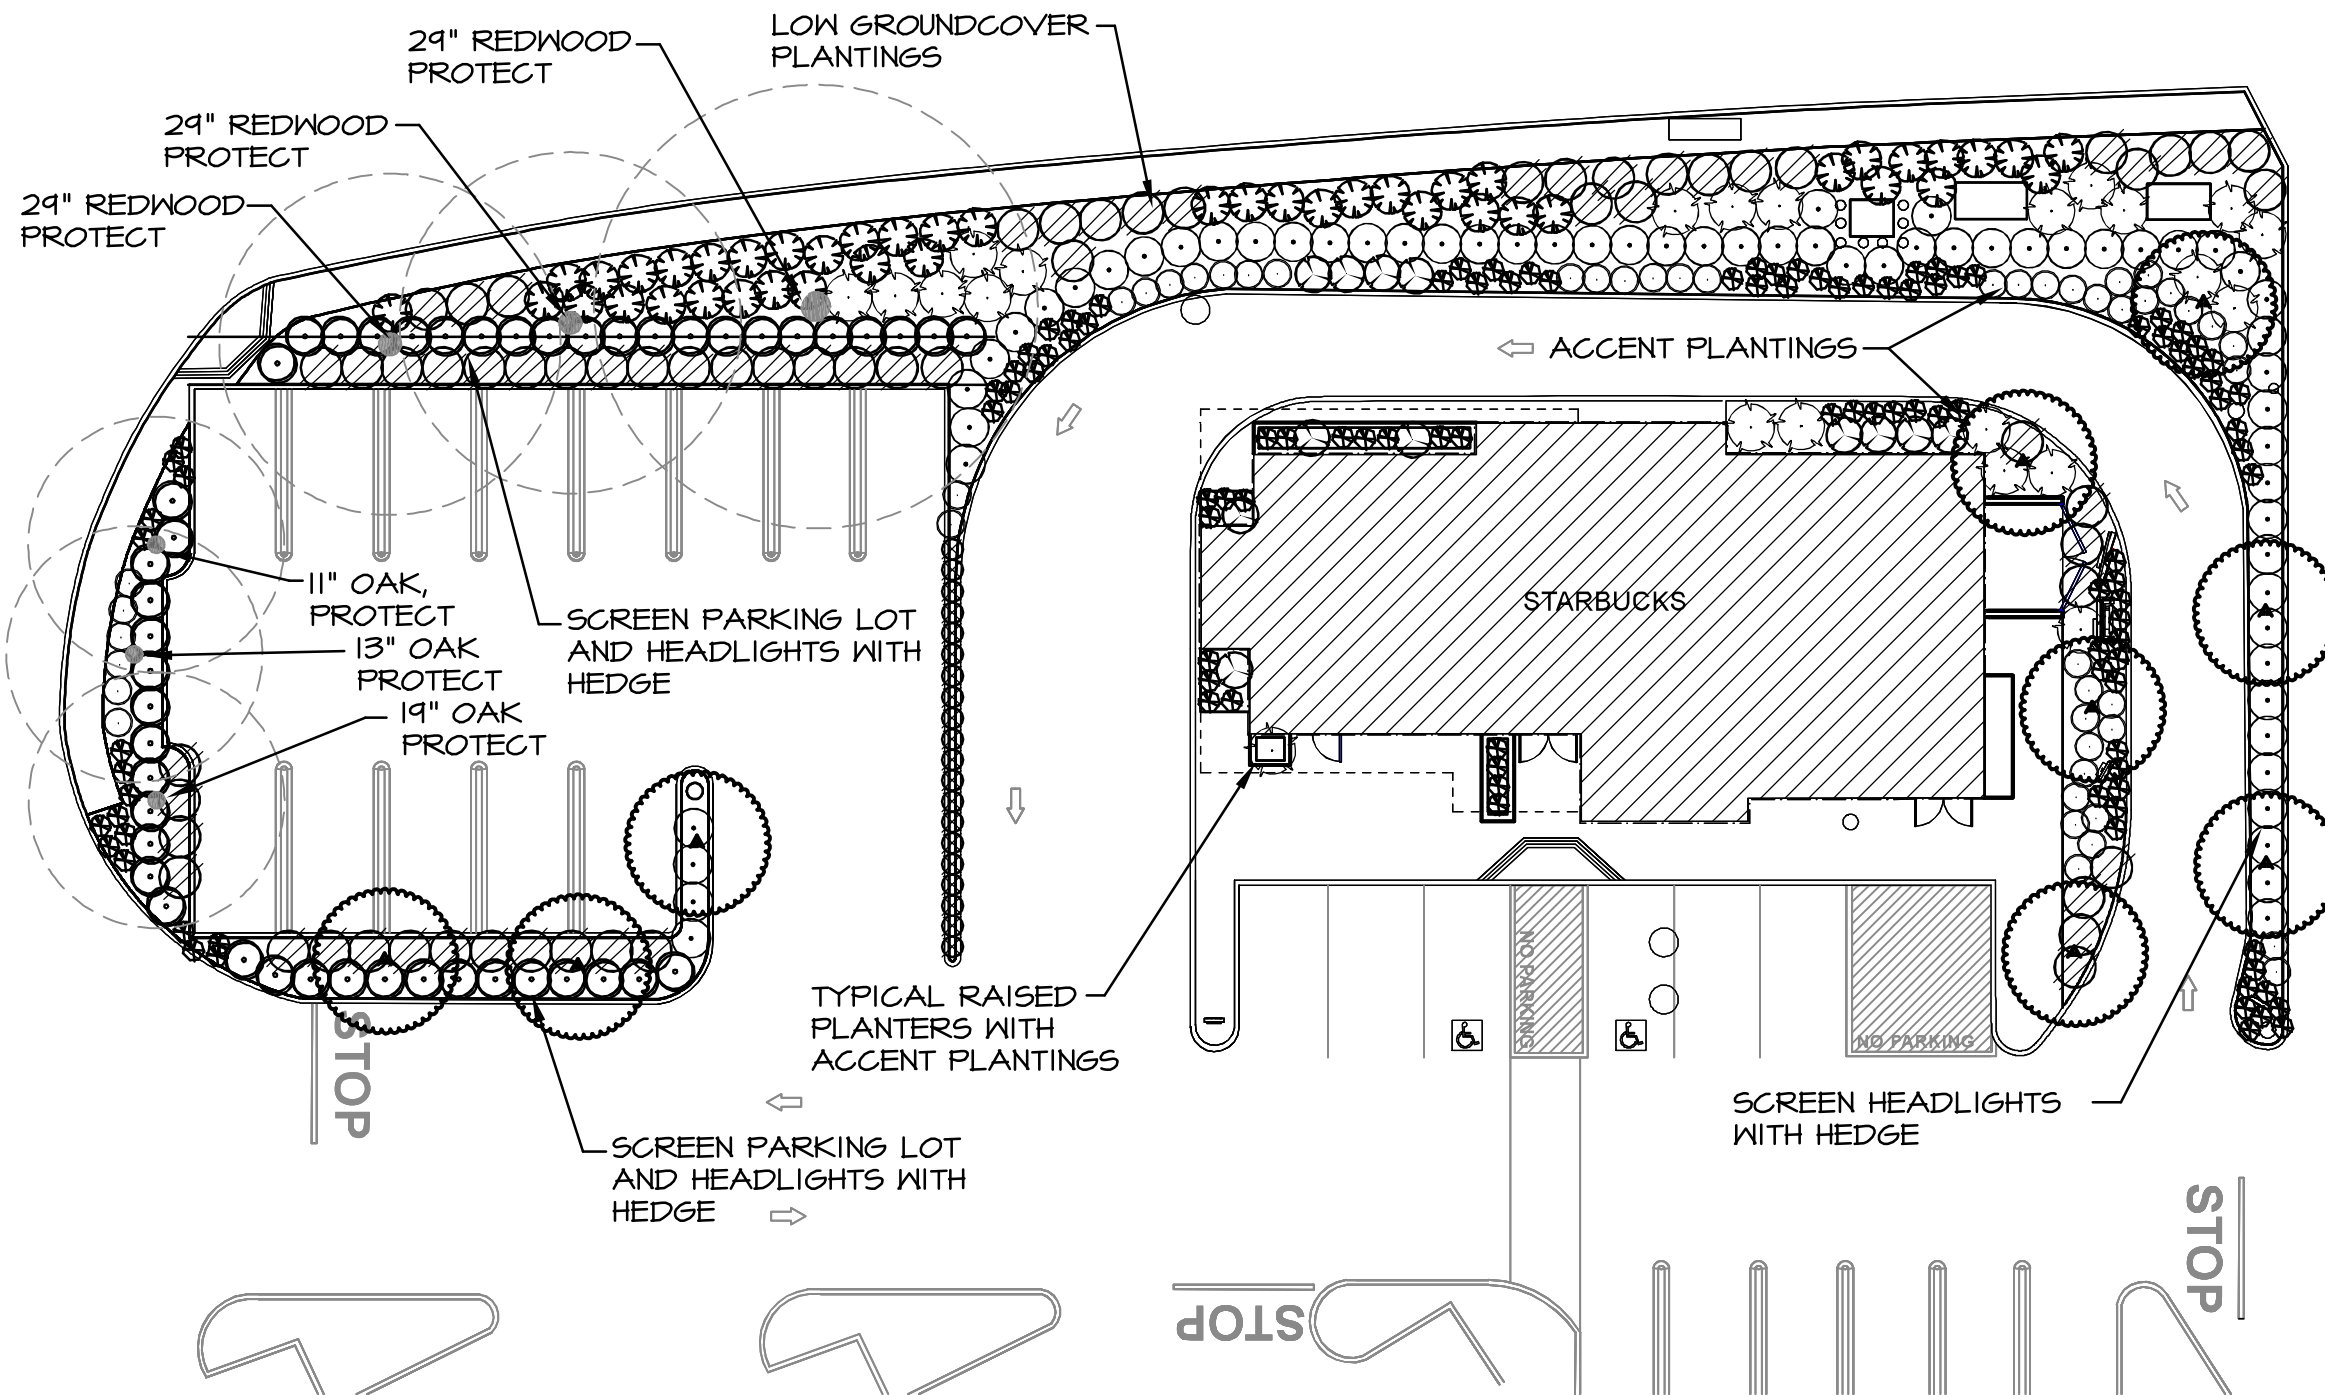 LOW GROUNDCOVER
PLANTINGS
29" REDWOOD
PROTECT
29" REDWOOD
PROTECT
29" REDWOOD
PROTECT
ACCENT PLANTINGS
11" OAK,
PROTECT
13" OAK
PROTECT
19" OAK
PROTECT
SCREEN PARKING LOT
AND HEADLIGHTS WITH
HEDGE
STARBUCKS
TYPICAL RAISED
PLANTERS WITH
ACCENT PLANTINGS
NO PARKING
NO PARKING
STOP
SCREEN HEADLIGHTS
WITH HEDGE
SCREEN PARKING LOT
AND HEADLIGHTS WITH
HEDGE
STOP
STOP